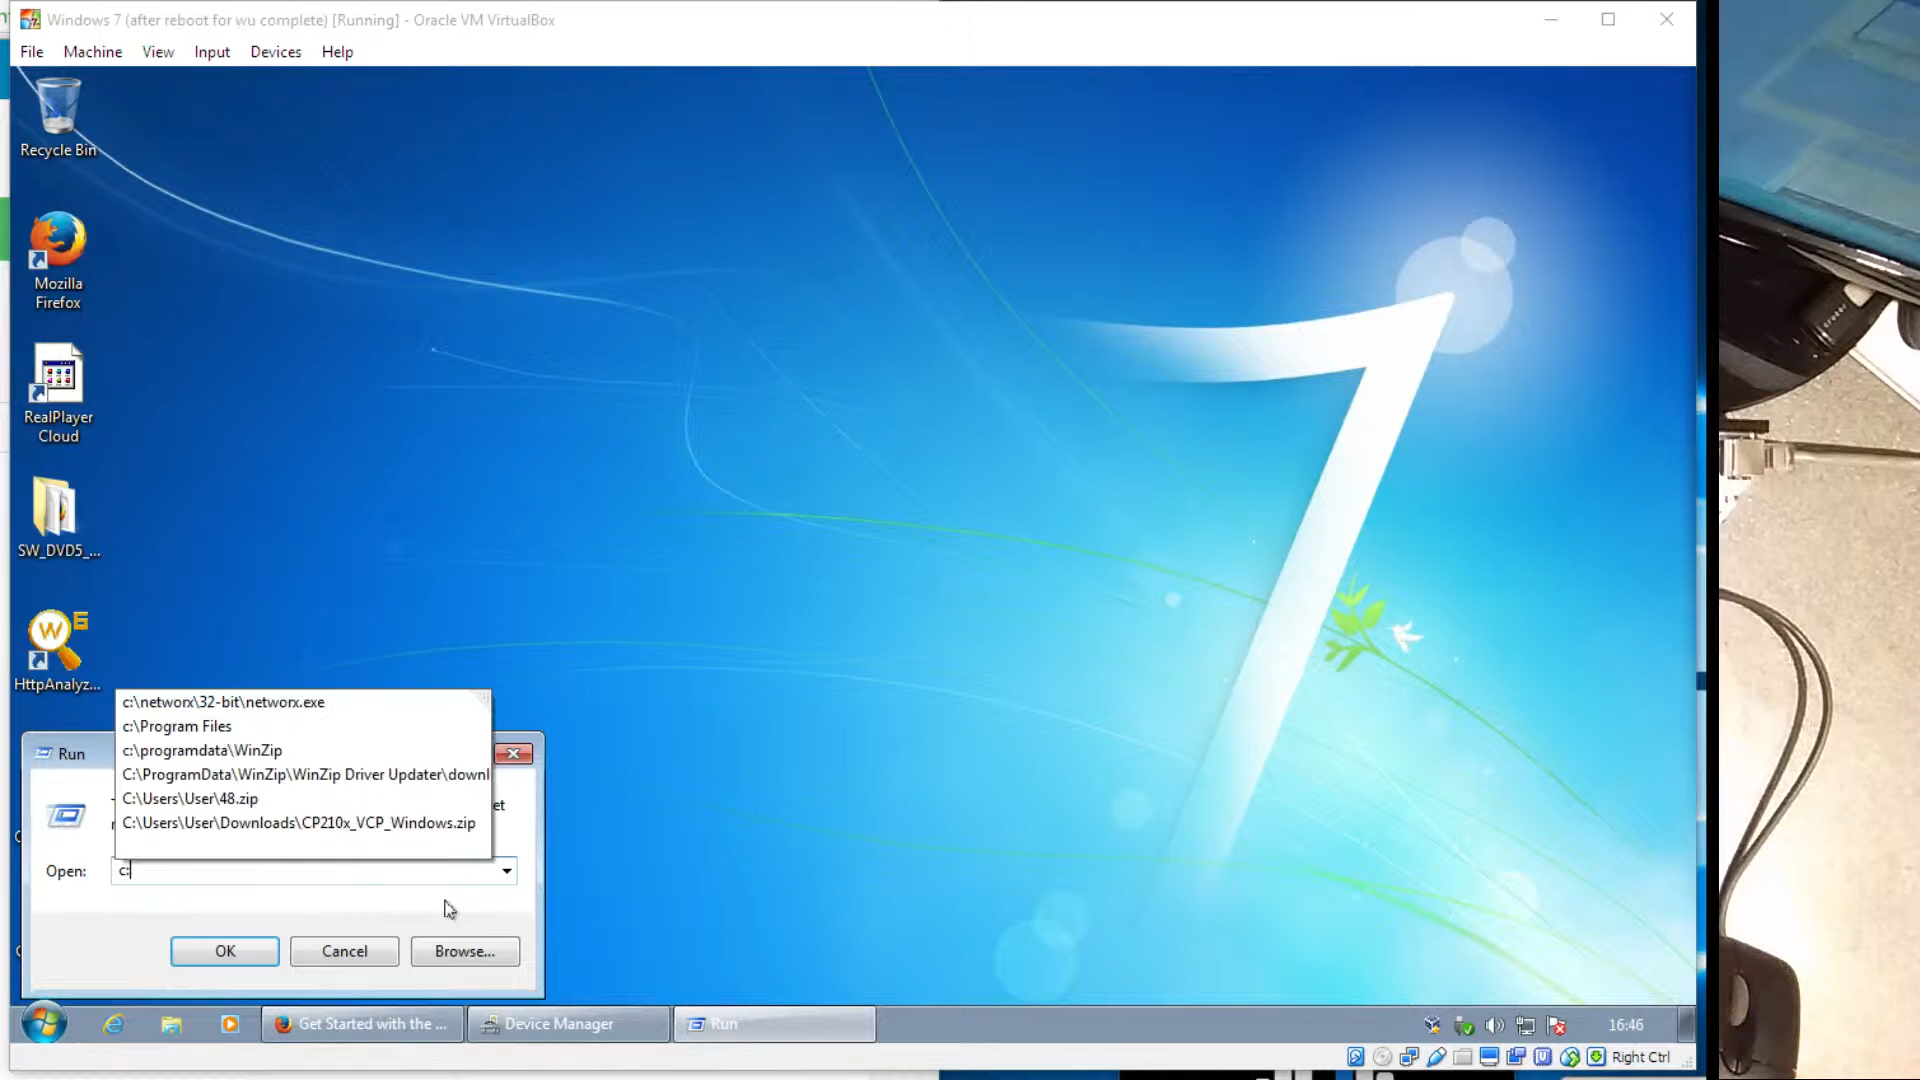 Windows 7 (after reboot for wu complete) [Running] - Oracle VM VirtualBox
File Machine View Input Devices Help
Recycle Bin
Mozilla
Firefox
RealPlayer
Cloud
SW_DVD5_...
HttpAnalyz...
c:\networx\32-bit\networx.exe
c:\Program Files
c:\programdata\WinZip
C:\ProgramData\WinZip\WinZip Driver Updater\downl
C:\Users\User\48.zip
C:\Users\User\Downloads\CP210x_VCP_Windows.zip
Run
et
Open: c:
OK Cancel Browse...
Get Started with the ... Device Manager Run 16:46
Right Ctrl